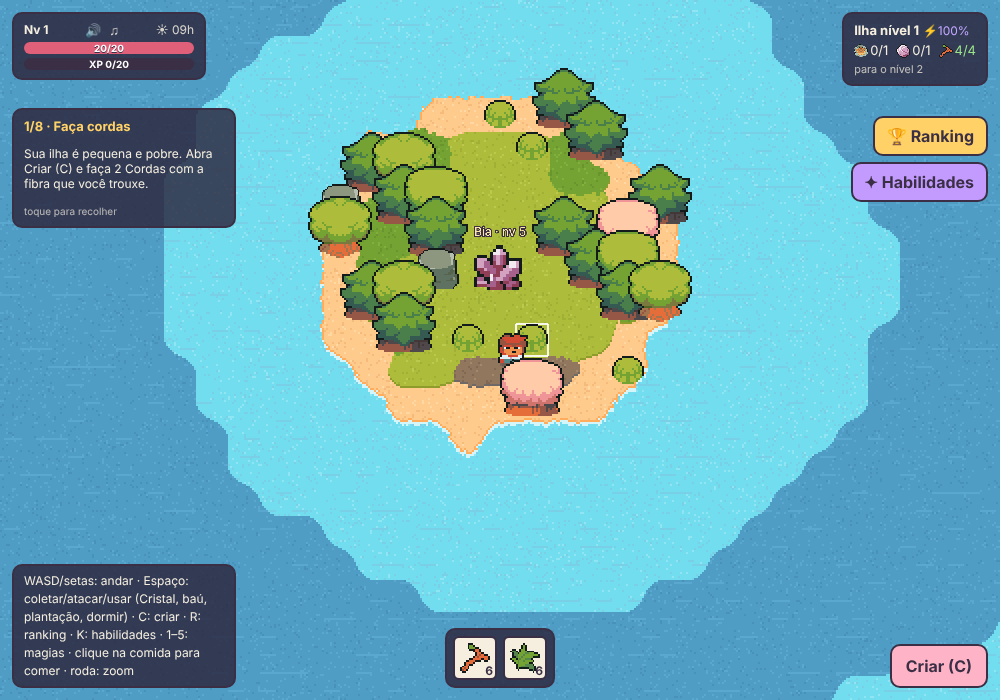 Nv 1
09h
20/20
XP 0/20
Ilha nível 1 ⚡100%
0/1 0/1 4/4
para o nível 2
1/8 · Faça cordas
Sua ilha é pequena e pobre. Abra
Criar (C) e faça 2 Cordas com a
fibra que você trouxe.
toque para recolher
Ranking
Habilidades
Bia · nv 5
WASD/setas: andar · Espaço:
coletar/atacar/usar (Cristal, baú,
plantação, dormir) · C: criar · R:
ranking · K: habilidades · 1–5:
magias · clique na comida para
comer · roda: zoom
6
6
Criar (C)